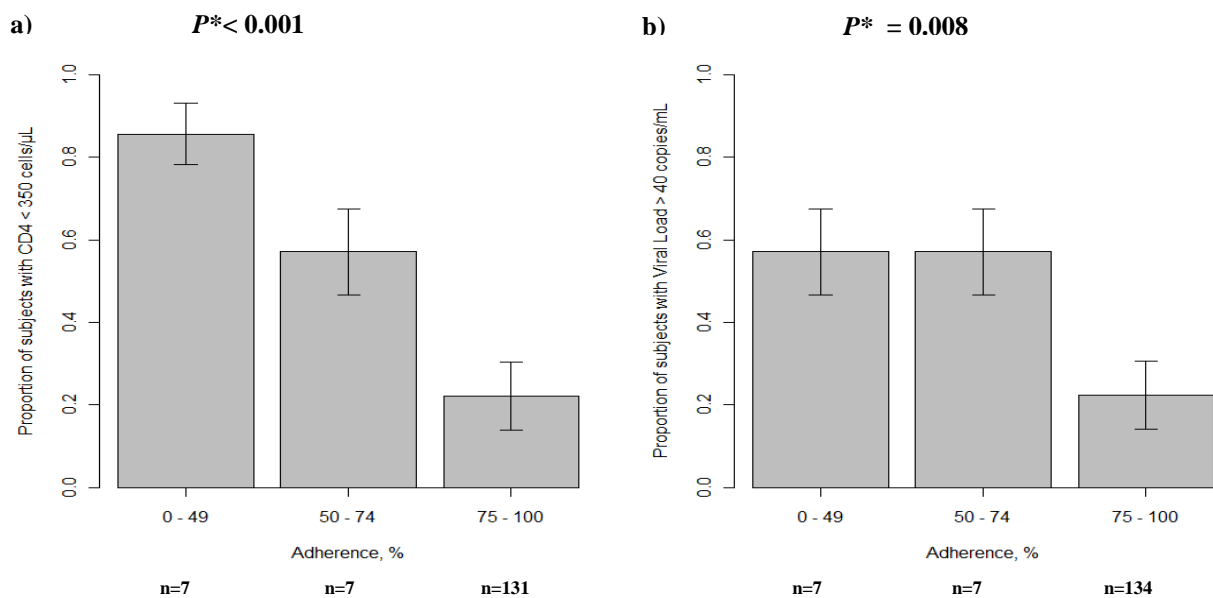 a)
P*< 0.001
Proportion of subjects with CD4 < 350 cells/µL
1.0
0.8
0.6
0.4
0.2
0.0
0 - 49
50 - 74
75 - 100
Adherence, %
n=7
n=7
n=131
b)
P* = 0.008
Proportion of subjects with Viral Load > 40 copies/mL
1.0
0.8
0.6
0.4
0.2
0.0
0 - 49
50 - 74
75 - 100
Adherence, %
n=7
n=7
n=134